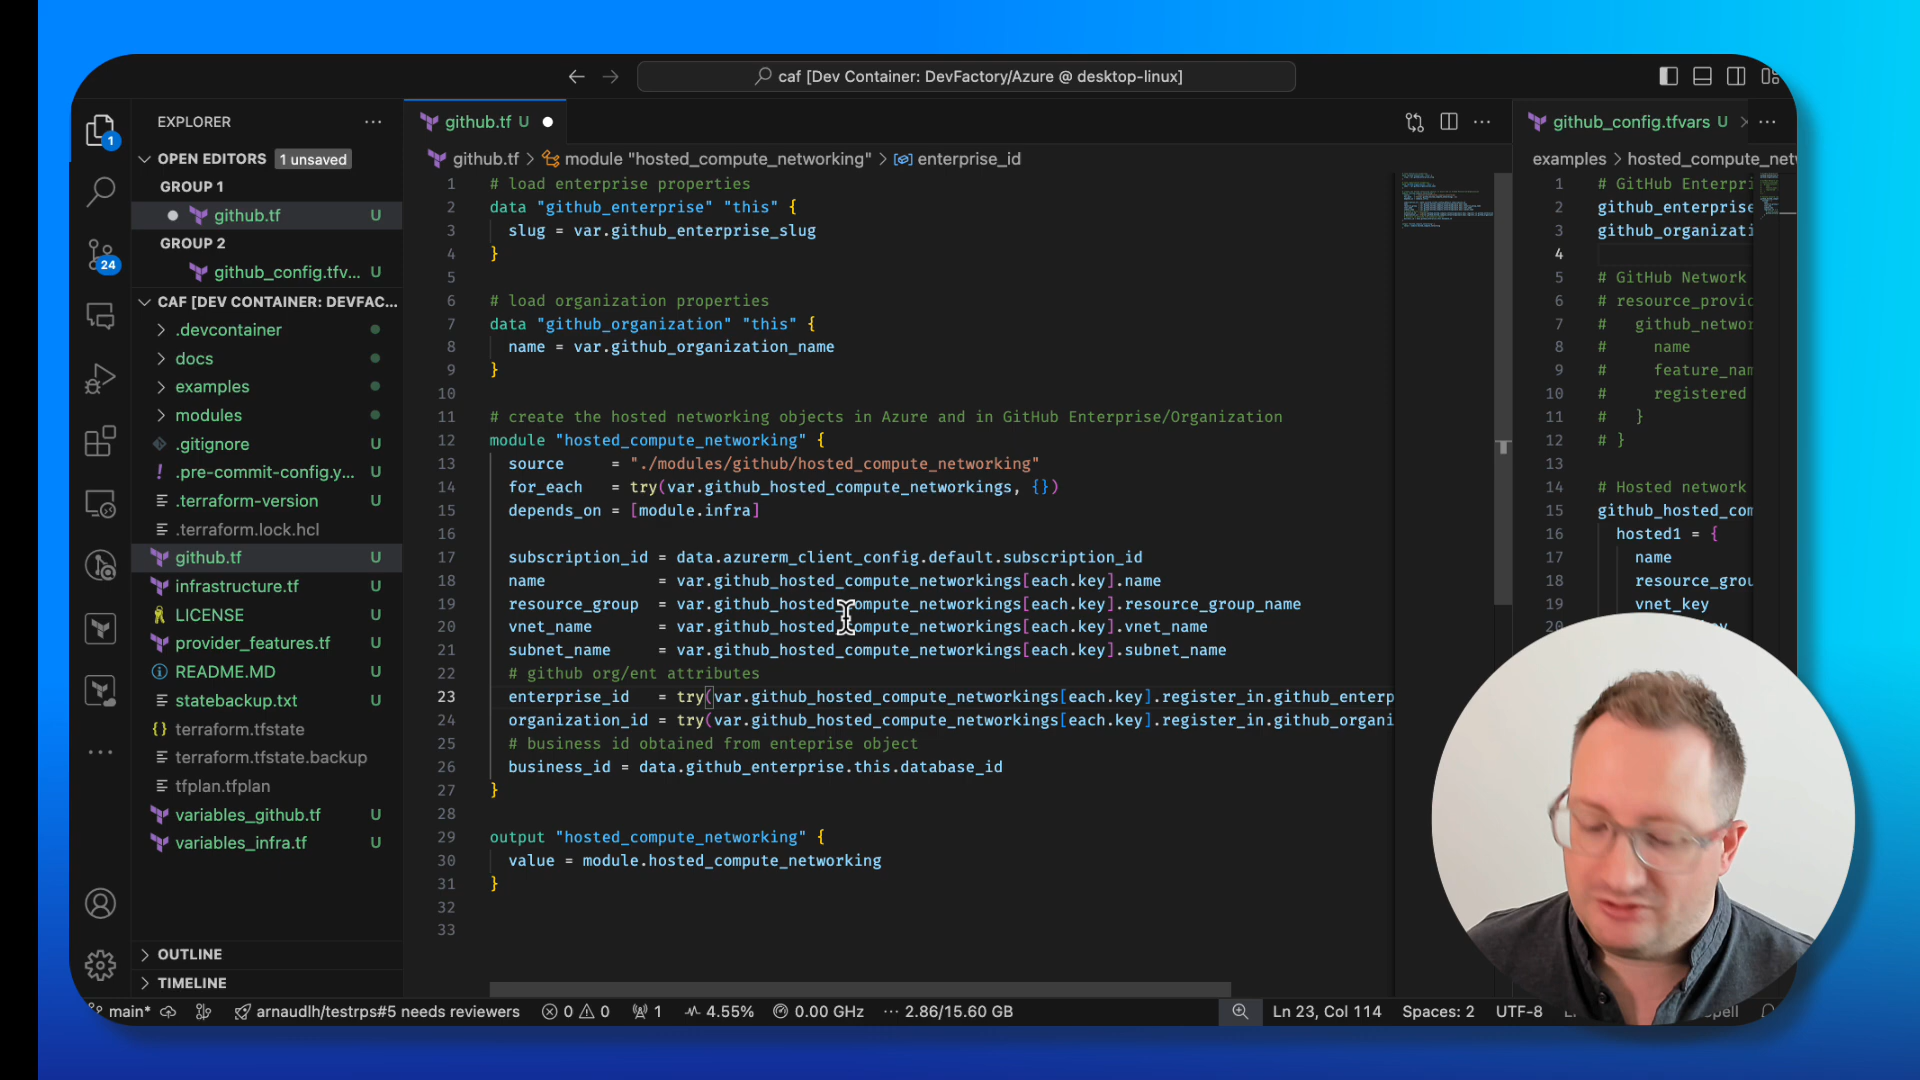 caf [Dev Container: DevFactory/Azure @ desktop-linux]
EXPLORER
OPEN EDITORS 1 unsaved
GROUP 1
github.tf U
GROUP 2
github_config.tfv... U
CAF [DEV CONTAINER: DEVFAC...
.devcontainer
docs
examples
modules
.gitignore U
.pre-commit-config.y... U
.terraform-version U
.terraform.lock.hcl
github.tf U
infrastructure.tf U
LICENSE U
provider_features.tf U
README.MD U
statebackup.txt U
terraform.tfstate
terraform.tfstate.backup
tfplan.tfplan
variables_github.tf U
variables_infra.tf U
OUTLINE
TIMELINE
1
24
github.tf U
github.tf > module "hosted_compute_networking" > enterprise_id
1 # load enterprise properties
2 data "github_enterprise" "this" {
3 slug = var.github_enterprise_slug
4 }
5
6 # load organization properties
7 data "github_organization" "this" {
8 name = var.github_organization_name
9 }
10
11 # create the hosted networking objects in Azure and in GitHub Enterprise/Organization
12 module "hosted_compute_networking" {
13 source = "./modules/github/hosted_compute_networking"
14 for_each = try(var.github_hosted_compute_networkings, {})
15 depends_on = [module.infra]
16
17 subscription_id = data.azurerm_client_config.default.subscription_id
18 name = var.github_hosted_compute_networkings[each.key].name
19 resource_group = var.github_hosted_compute_networkings[each.key].resource_group_name
20 vnet_name = var.github_hosted_compute_networkings[each.key].vnet_name
21 subnet_name = var.github_hosted_compute_networkings[each.key].subnet_name
22 # github org/ent attributes
23 enterprise_id = try(var.github_hosted_compute_networkings[each.key].register_in.github_enterp
24 organization_id = try(var.github_hosted_compute_networkings[each.key].register_in.github_organi
25 # business id obtained from enteprise object
26 business_id = data.github_enterprise.this.database_id
27 }
28
29 output "hosted_compute_networking" {
30 value = module.hosted_compute_networking
31 }
32
33
github_config.tfvars U
examples > hosted_compute_net
1 # GitHub Enterpri
2 github_enterprise
3 github_organizati
4
5 # GitHub Network
6 # resource_provid
7 # github_networ
8 # name
9 # feature_nam
10 # registered
11 # }
12 # }
13
14 # Hosted network
15 github_hosted_com
16 hosted1 = {
17 name
18 resource_grou
19 vnet_key
20
main* arnaudlh/testrps#5 needs reviewers 0 0 1 4.55% 0.00 GHz 2.86/15.60 GB Ln 23, Col 114 Spaces: 2 UTF-8